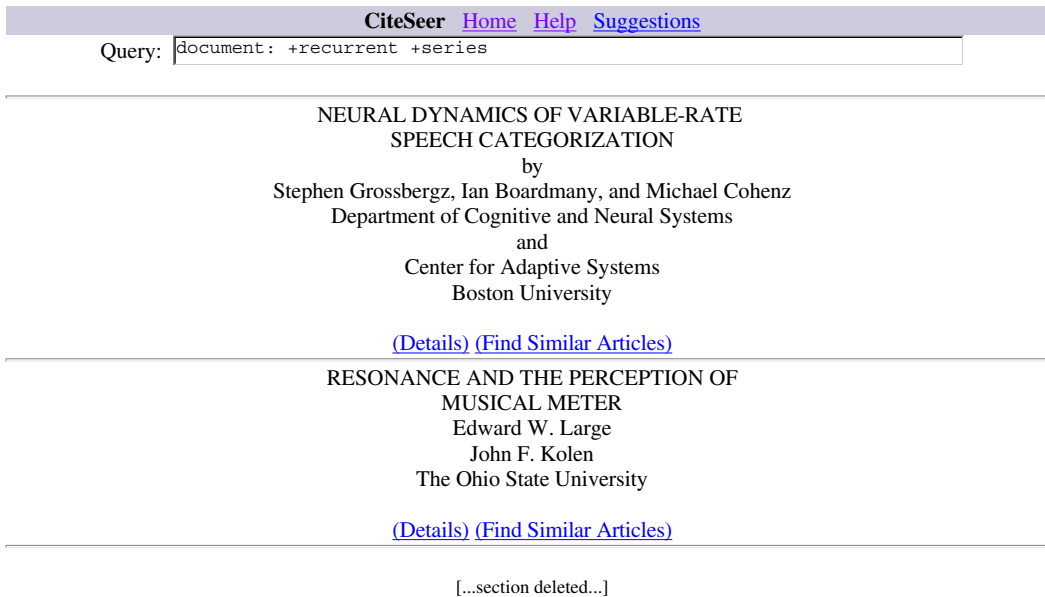 CiteSeer Home Help Suggestions
Query: document: +recurrent +series
NEURAL DYNAMICS OF VARIABLE-RATE
SPEECH CATEGORIZATION
by
Stephen Grossbergz, Ian Boardmany, and Michael Cohenz
Department of Cognitive and Neural Systems
and
Center for Adaptive Systems
Boston University
(Details) (Find Similar Articles)
RESONANCE AND THE PERCEPTION OF
MUSICAL METER
Edward W. Large
John F. Kolen
The Ohio State University
(Details) (Find Similar Articles)
[...section deleted...]